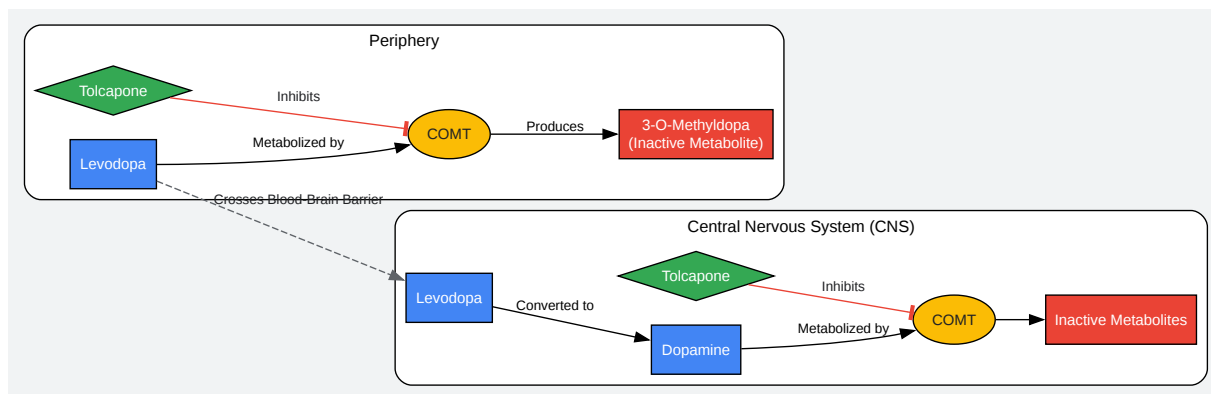 Periphery
Tolcapone
Inhibits
Levodopa
Metabolized by
COMT
Produces
3-O-Methyldopa
(Inactive Metabolite)
Crosses Blood-Brain Barrier
Central Nervous System (CNS)
Tolcapone
Inhibits
Levodopa
Converted to
Dopamine
Metabolized by
COMT
Inactive Metabolites